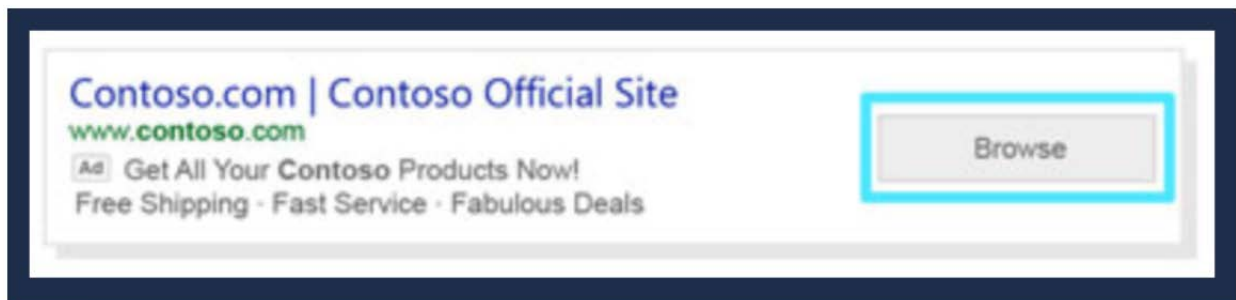 Contoso.com | Contoso Official Site
www.contoso.com
Ad Get All Your Contoso Products Now!
Free Shipping · Fast Service · Fabulous Deals
Browse